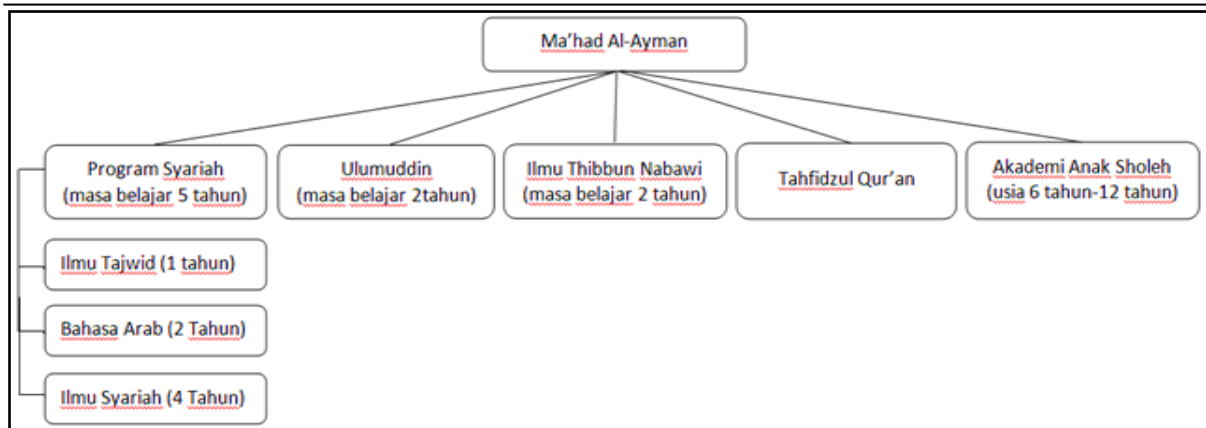 Ma'had Al-Ayman
Program Syariah
(masa belajar 5 tahun)
Ulumuddin
(masa belajar 2tahun)
Ilmu Thibbun Nabawi
(masa belajar 2 tahun)
Tahfidzul Qur'an
Akademi Anak Sholeh
(usia 6 tahun-12 tahun)
Ilmu Tajwid (1 tahun)
Bahasa Arab (2 Tahun)
Ilmu Syariah (4 Tahun)